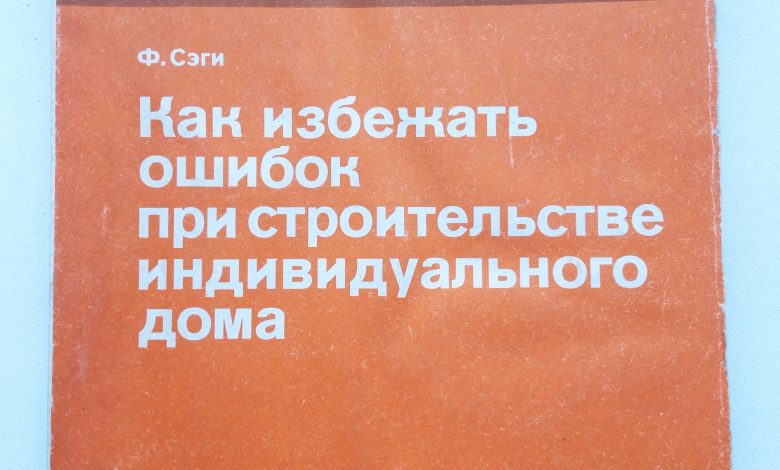 Ф. Сэги
Как избежать
ошибок
при строительстве
индивидуального
дома